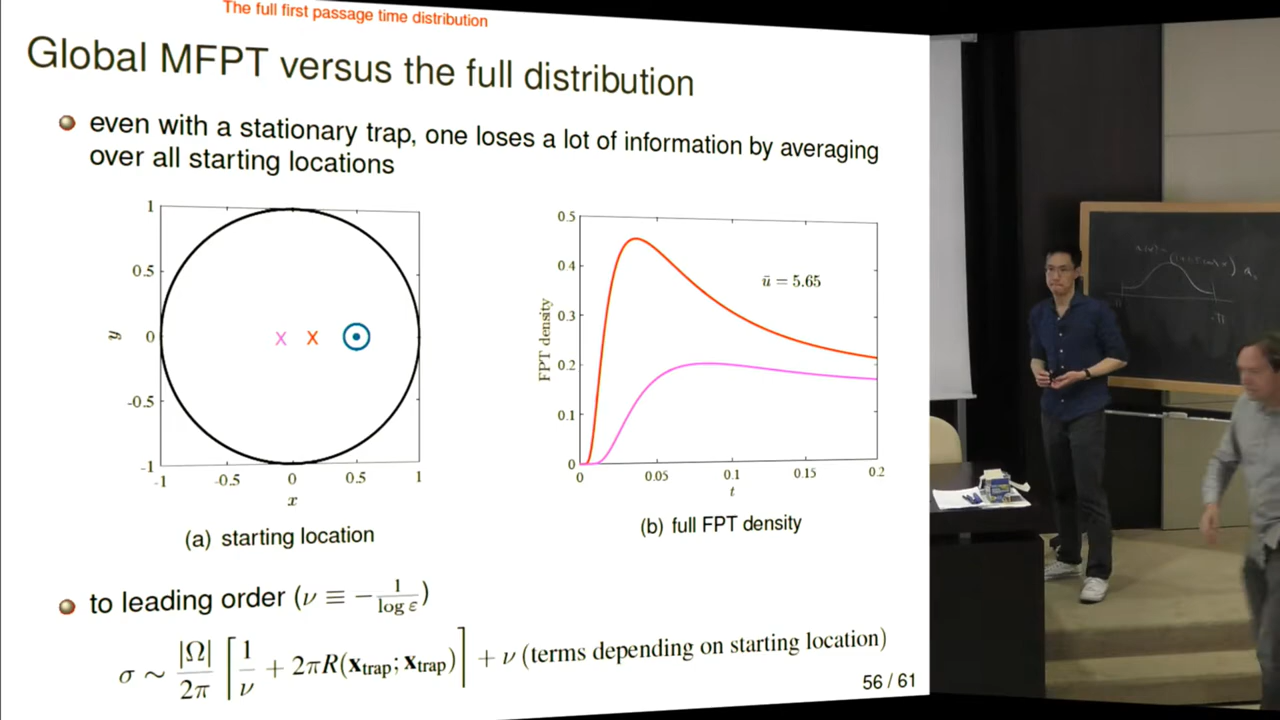 The full first passage time distribution
Global MFPT versus the full distribution
even with a stationary trap, one loses a lot of information by averaging
over all starting locations
1
0.5
y
0
-0.5
-1
-1
-0.5
0
0.5
1
x
x
x
(a) starting location
0.5
0.4
0.3
0.2
0.1
0
FPT density
ū = 5.65
0
0.05
0.1
0.15
0.2
t
(b) full FPT density
to leading order (ν ≡ − 1/log ε)
σ ∼ |Ω|/2π [1/ν + 2πR(x_trap; x_trap)] + ν (terms depending on starting location)
56 / 61